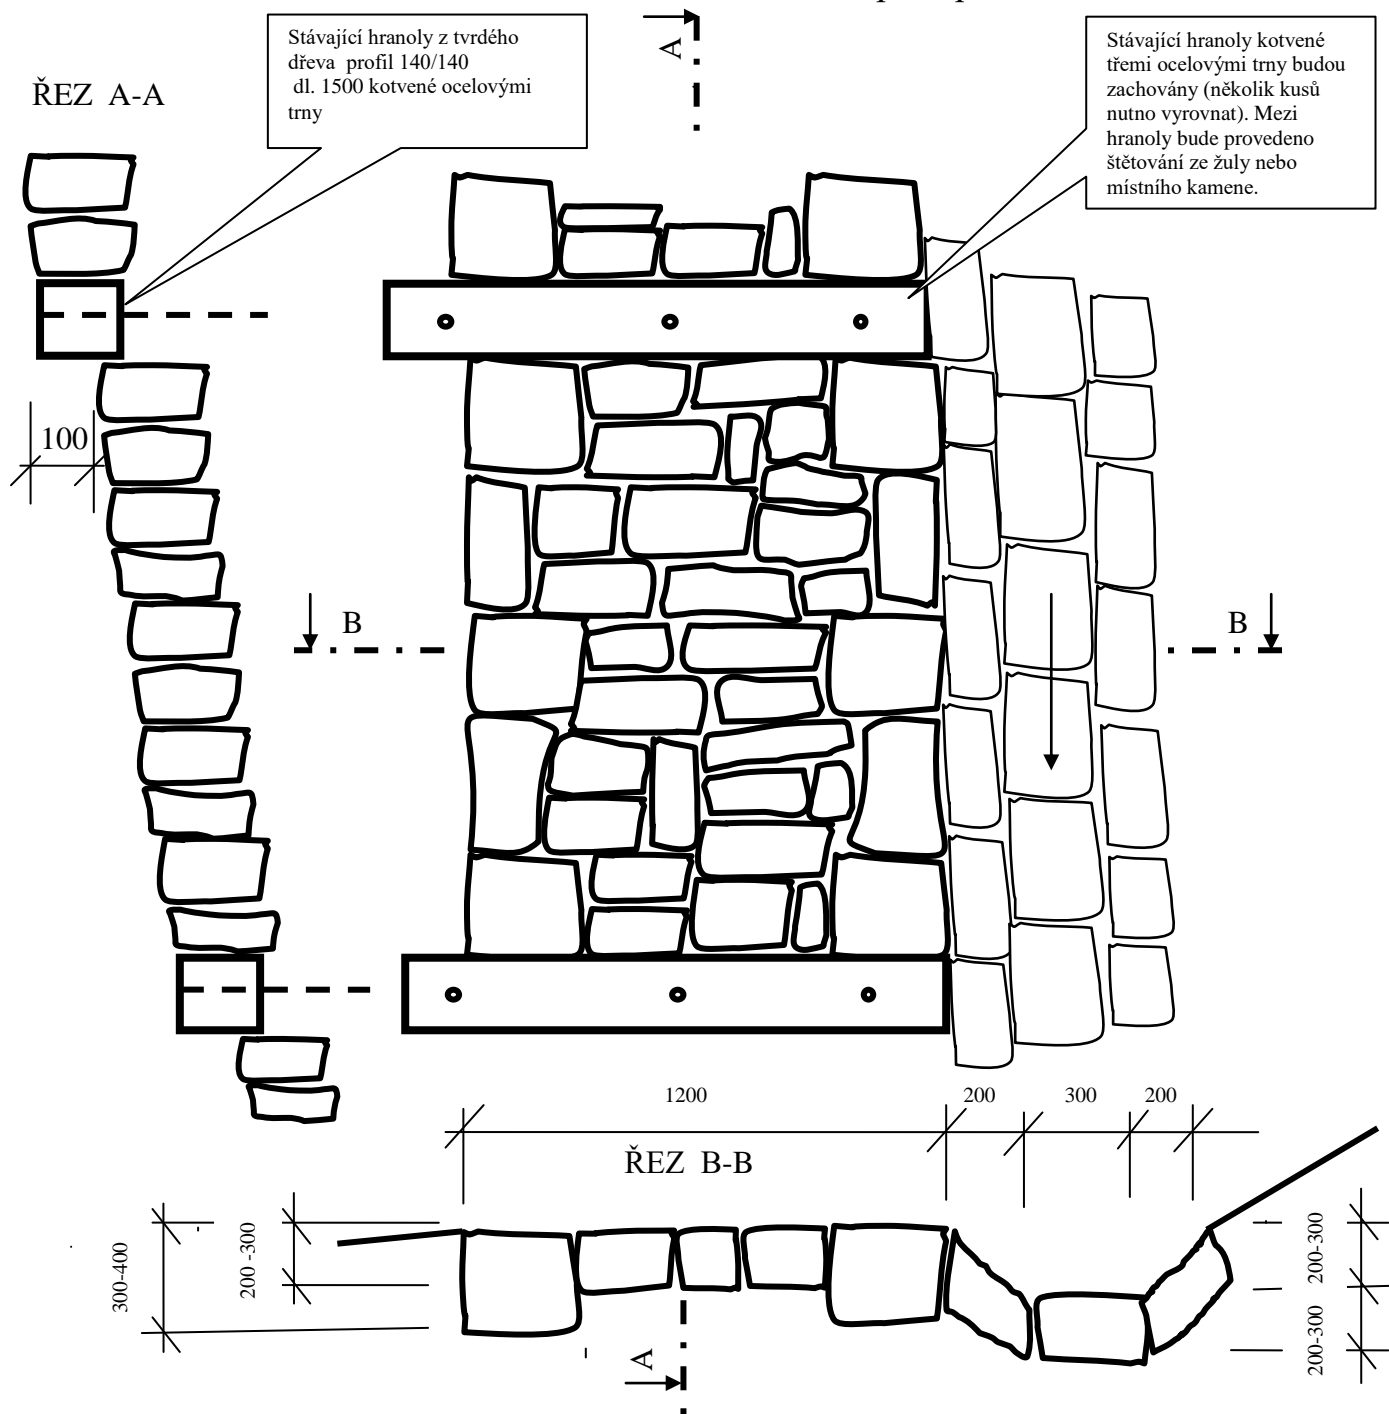 Stávající hranoly z tvrdého
dřeva profil 140/140
dl. 1500 kotvené ocelovými
trny
A
Stávající hranoly kotvené
třemi ocelovými trny budou
zachovány (několik kusů
nutno vyrovnat). Mezi
hranoly bude provedeno
štětování ze žuly nebo
místního kamene.
ŘEZ A-A
100
B
B
1200
200
300
200
ŘEZ B-B
300-400
200 -300
200-300
200-300
A